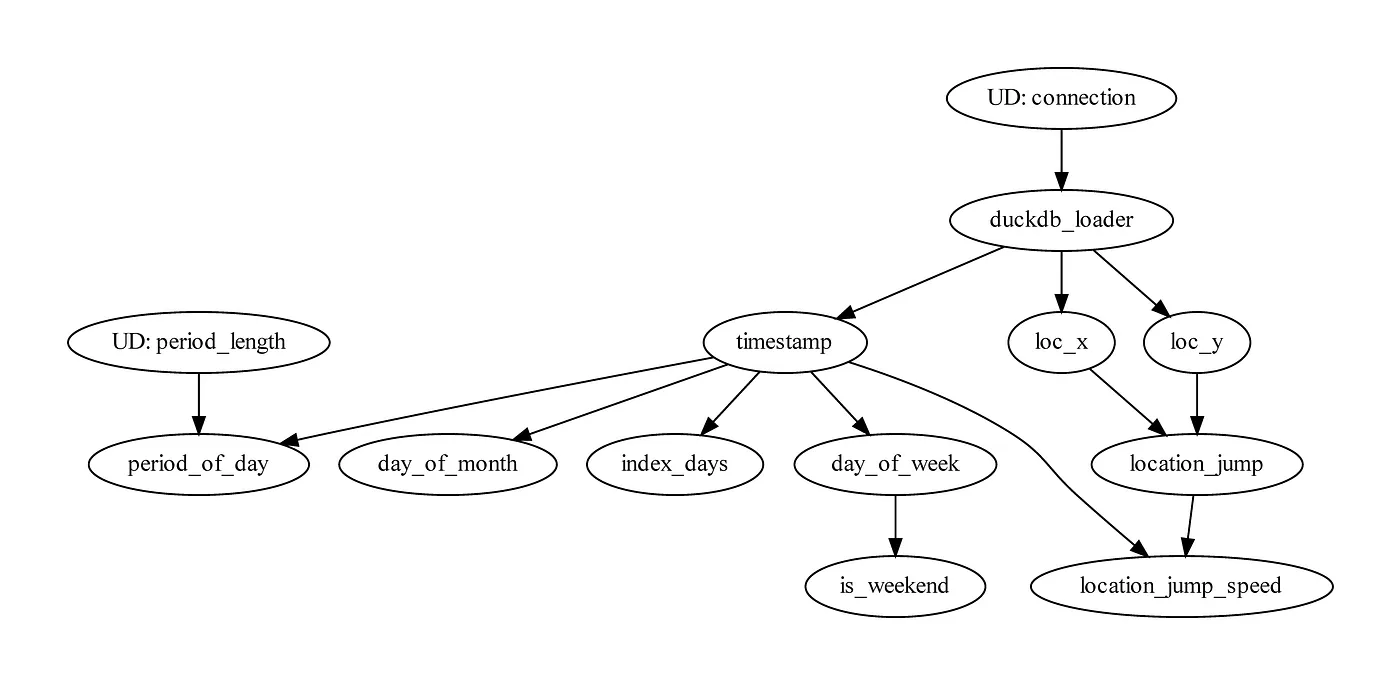 UD: connection
duckdb_loader
UD: period_length
timestamp
loc_x
loc_y
period_of_day
day_of_month
index_days
day_of_week
location_jump
is_weekend
location_jump_speed